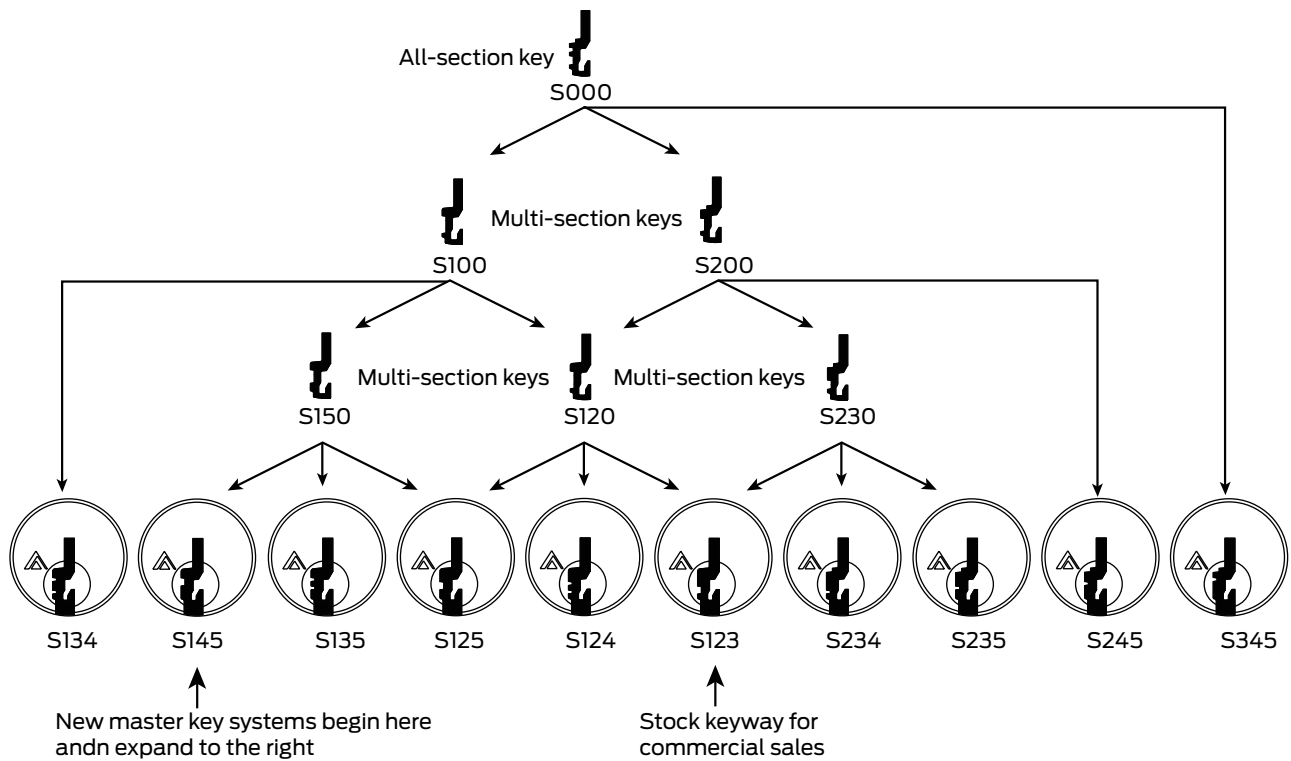 All-section key
S000
Multi-section keys
S100
S200
Multi-section keys
Multi-section keys
S150
S120
S230
S134
S145
S135
S125
S124
S123
S234
S235
S245
S345
New master key systems begin here
andn expand to the right
Stock keyway for
commercial sales